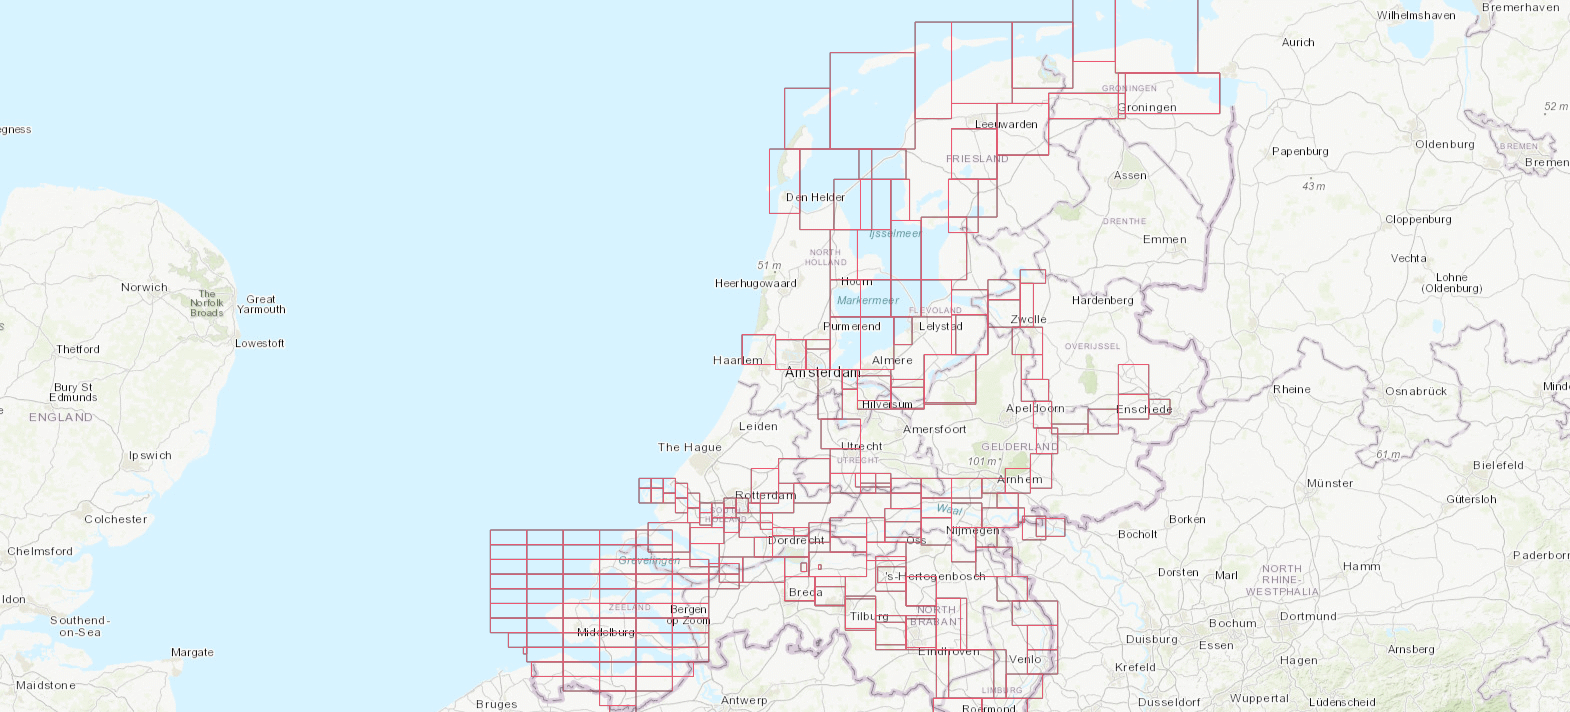 Wilhelmshaven
Bremerhaven
Aurich
GRONINGEN
Groningen
52 m
egness
Leeuwarden
Oldenburg
BREMEN
Bremen
Papenburg
FRIESLAND
Assen
43 m
Den Helder
DRENTHE
Cloppenburg
IJsselmeer
Emmen
NORTH
HOLLAND
Vechta
51 m
Norwich
The
Norfolk
Broads
Great
Yarmouth
Heerhugowaard
Hoorn
Markermeer
FLEVOLAND
Hardenberg
Lohne
(Oldenburg)
Zwolle
Purmerend
Lelystad
Lowestoft
Thetford
OVERIJSSEL
Haarlem
Almere
Amsterdam
Bury St
Edmunds
Rheine
Osnabrück
Mind
ENGLAND
Hilversum
Apeldoorn
Enschede
Leiden
Amersfoort
The Hague
Utrecht
UTRECHT
GELDERLAND
101 m
61 m
Ipswich
Bielefeld
Arnhem
Münster
Rotterdam
Gütersloh
SOUTH
HOLLAND
Waal
Colchester
Borken
Nijmegen
Bocholt
Dordrecht
Oss
Chelmsford
Grevelingen
Paderborn
Hamm
Dorsten
Marl
NORTH
RHINE-
WESTPHALIA
's-Hertogenbosch
Breda
ldon
ZEELAND
Bergen
op Zoom
Tilburg
NORTH
BRABANT
Dortmund
Southend-
on-Sea
Bochum
Middelburg
Duisburg
Essen
Margate
Eindhoven
Venlo
Hagen
Arnsberg
Krefeld
Maidstone
LIMBURG
Bruges
Antwerp
Roermond
Dusseldorf
Wuppertal
Lüdenscheid